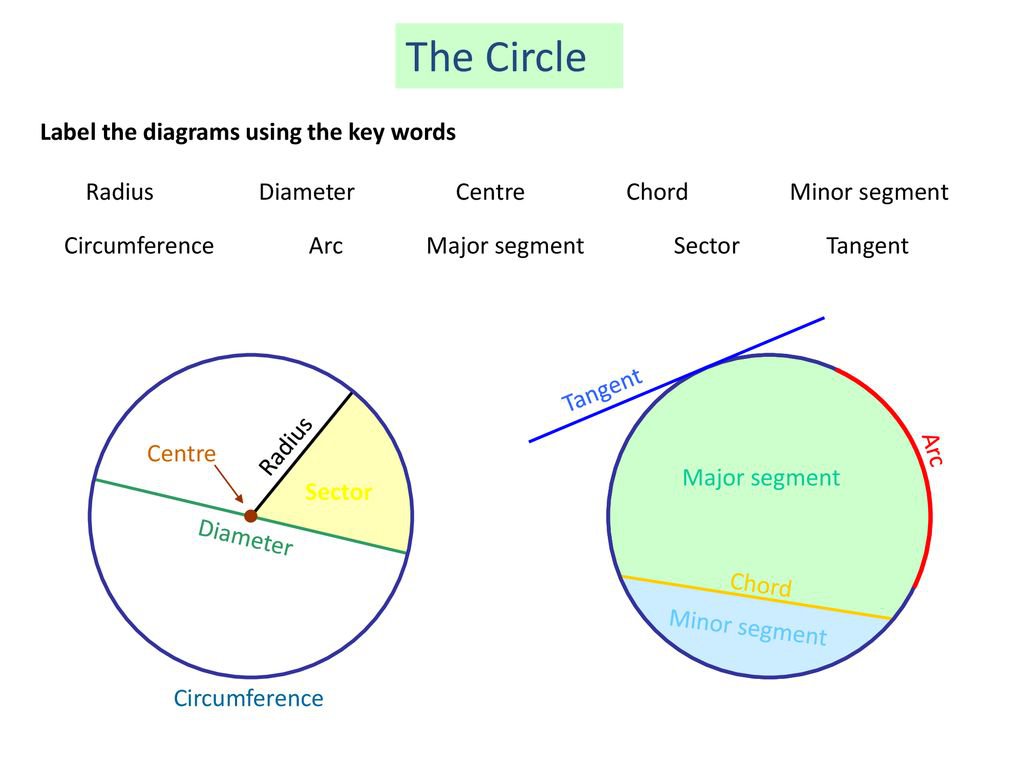 The Circle
Label the diagrams using the key words
Radius Diameter Centre Chord Minor segment
Circumference Arc Major segment Sector Tangent
Centre
Radius
Sector
Diameter
Circumference
Tangent
Arc
Major segment
Chord
Minor segment